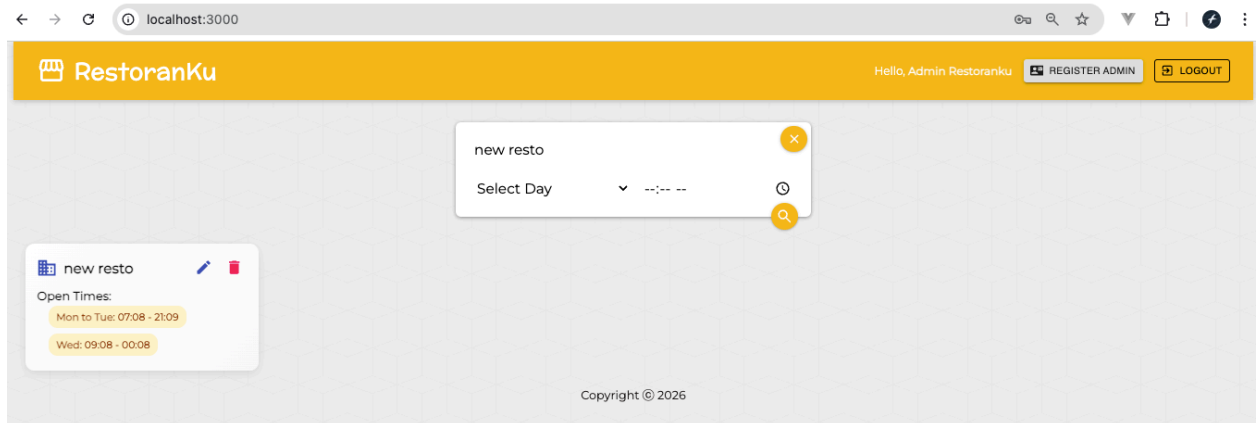 localhost:3000
RestoranKu
Hello, Admin Restoranku REGISTER ADMIN LOGOUT
new resto
Select Day --:-- --
new resto
Open Times:
Mon to Tue: 07:08 - 21:09
Wed: 09:08 - 00:08
Copyright © 2026